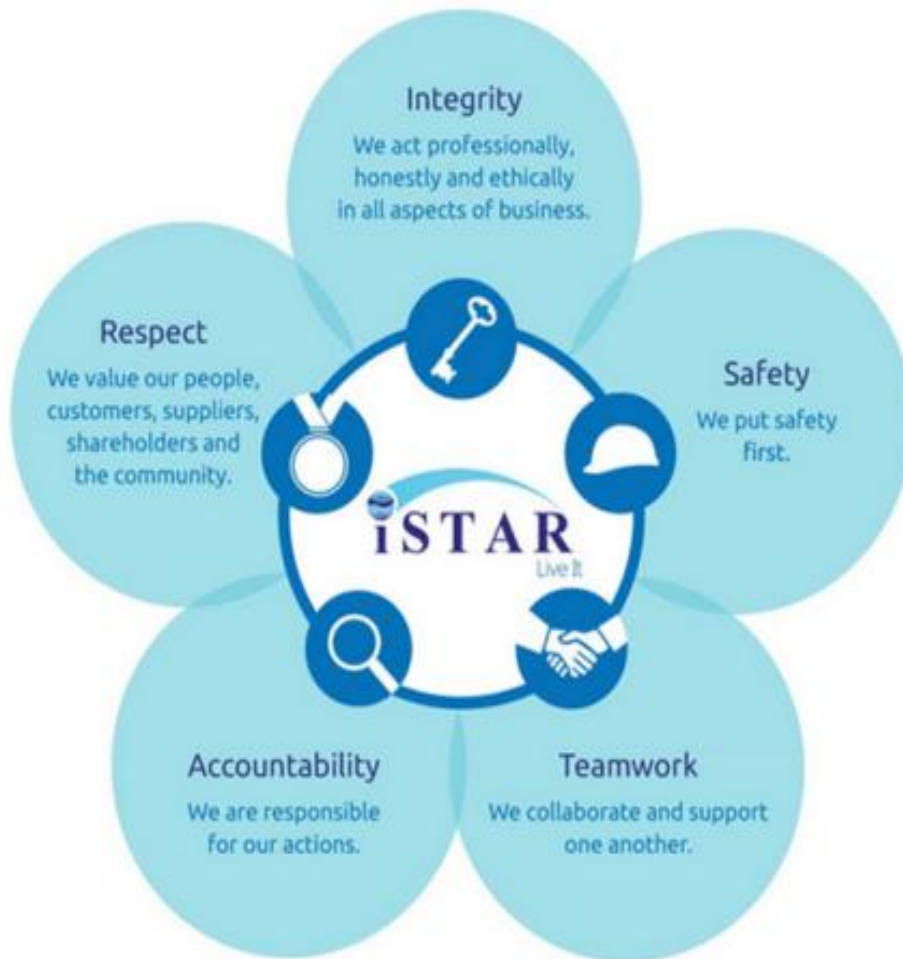 Integrity
We act professionally,
honestly and ethically
in all aspects of business.
Respect
We value our people,
customers, suppliers,
shareholders and
the community.
Safety
We put safety
first.
iSTAR
Live It
Accountability
We are responsible
for our actions.
Teamwork
We collaborate and support
one another.